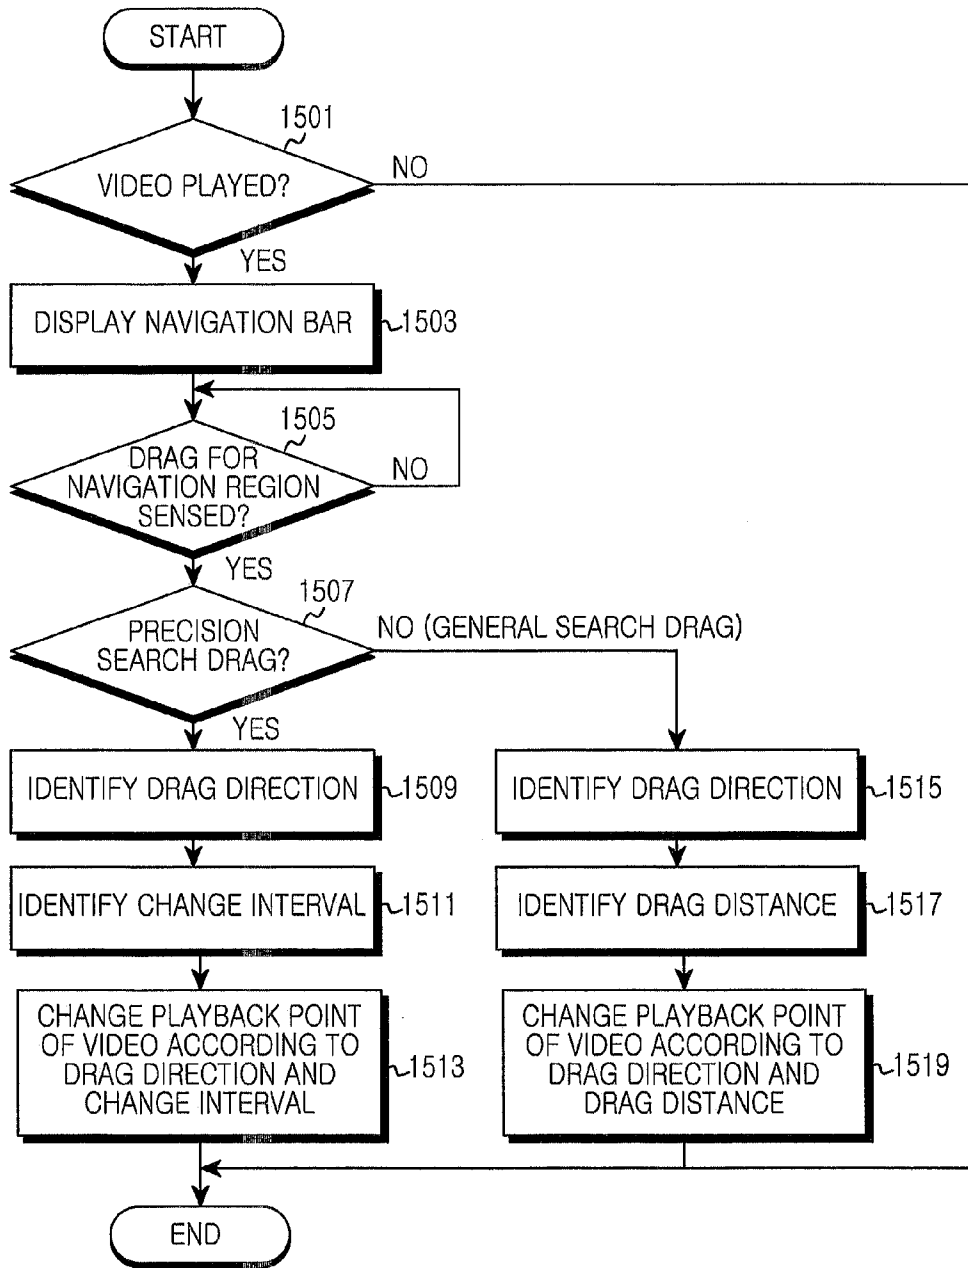 START
1501
VIDEO PLAYED?
NO
YES
DISPLAY NAVIGATION BAR
1503
1505
DRAG FOR
NAVIGATION REGION
SENSED?
NO
YES
1507
PRECISION
SEARCH DRAG?
NO (GENERAL SEARCH DRAG)
YES
IDENTIFY DRAG DIRECTION
1509
IDENTIFY DRAG DIRECTION
1515
IDENTIFY CHANGE INTERVAL
1511
IDENTIFY DRAG DISTANCE
1517
CHANGE PLAYBACK POINT
OF VIDEO ACCORDING TO
DRAG DIRECTION AND
CHANGE INTERVAL
1513
CHANGE PLAYBACK POINT
OF VIDEO ACCORDING TO
DRAG DIRECTION AND
DRAG DISTANCE
1519
END